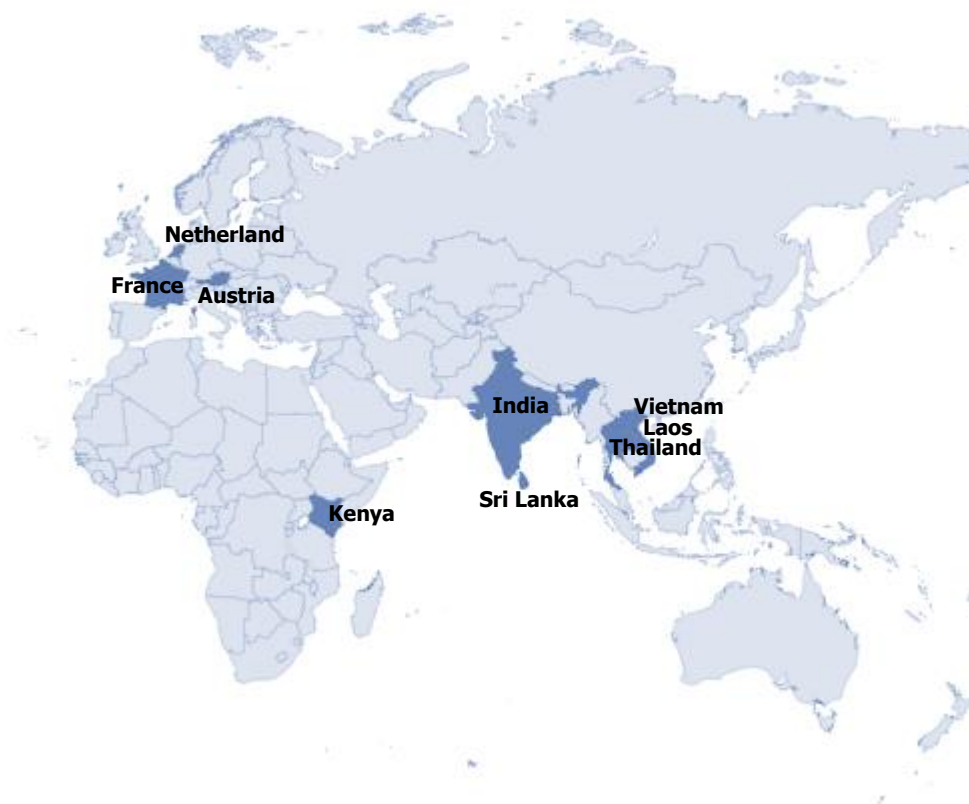 Netherland
France
Austria
India
Vietnam
Laos
Thailand
Sri Lanka
Kenya